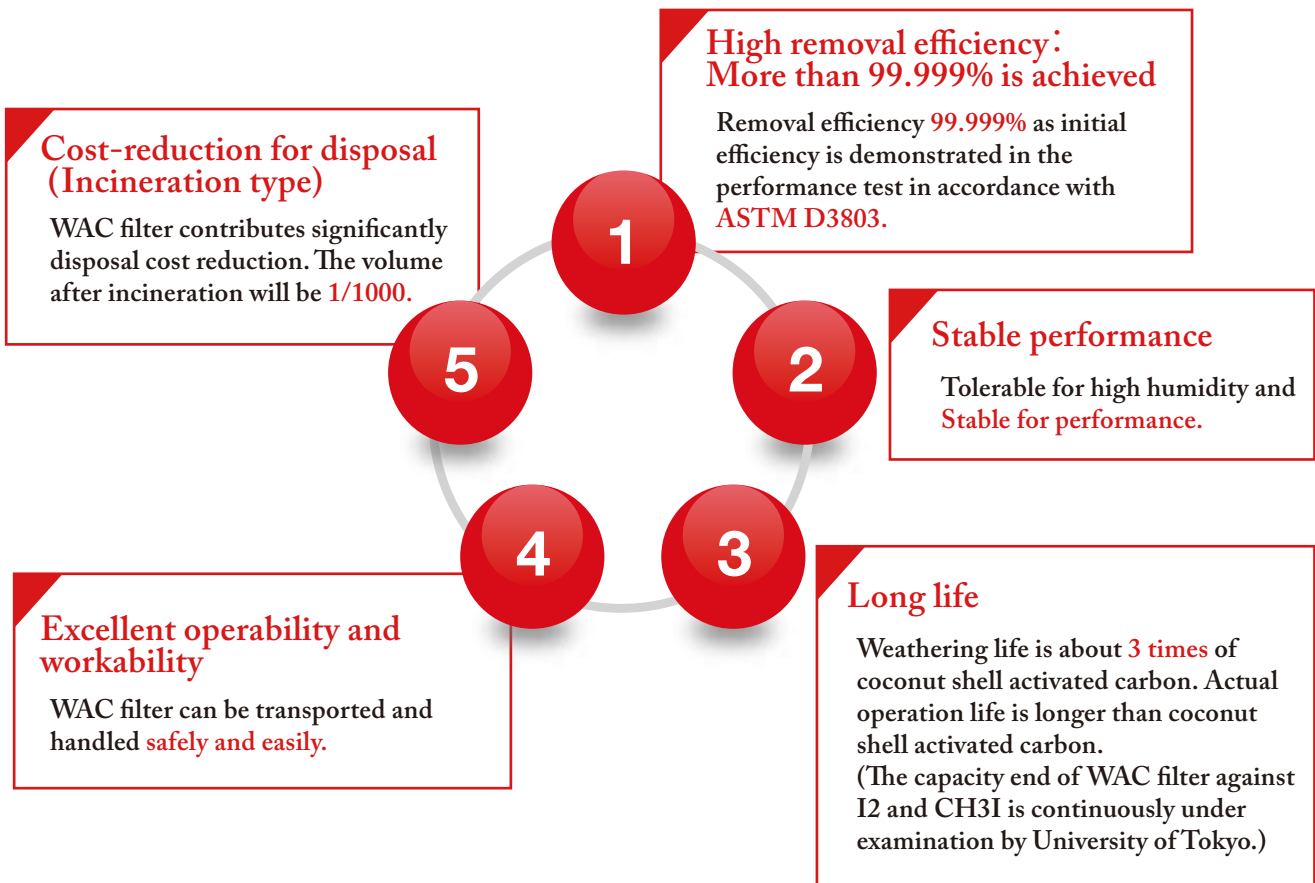 1
High removal efficiency：
More than 99.999% is achieved
Removal efficiency 99.999% as initial
efficiency is demonstrated in the
performance test in accordance with
ASTM D3803.
2
Stable performance
Tolerable for high humidity and
Stable for performance.
3
Long life
Weathering life is about 3 times of
coconut shell activated carbon. Actual
operation life is longer than coconut
shell activated carbon.
(The capacity end of WAC filter against
I2 and CH3I is continuously under
examination by University of Tokyo.)
4
Excellent operability and
workability
WAC filter can be transported and
handled safely and easily.
5
Cost-reduction for disposal
(Incineration type)
WAC filter contributes significantly
disposal cost reduction. The volume
after incineration will be 1/1000.